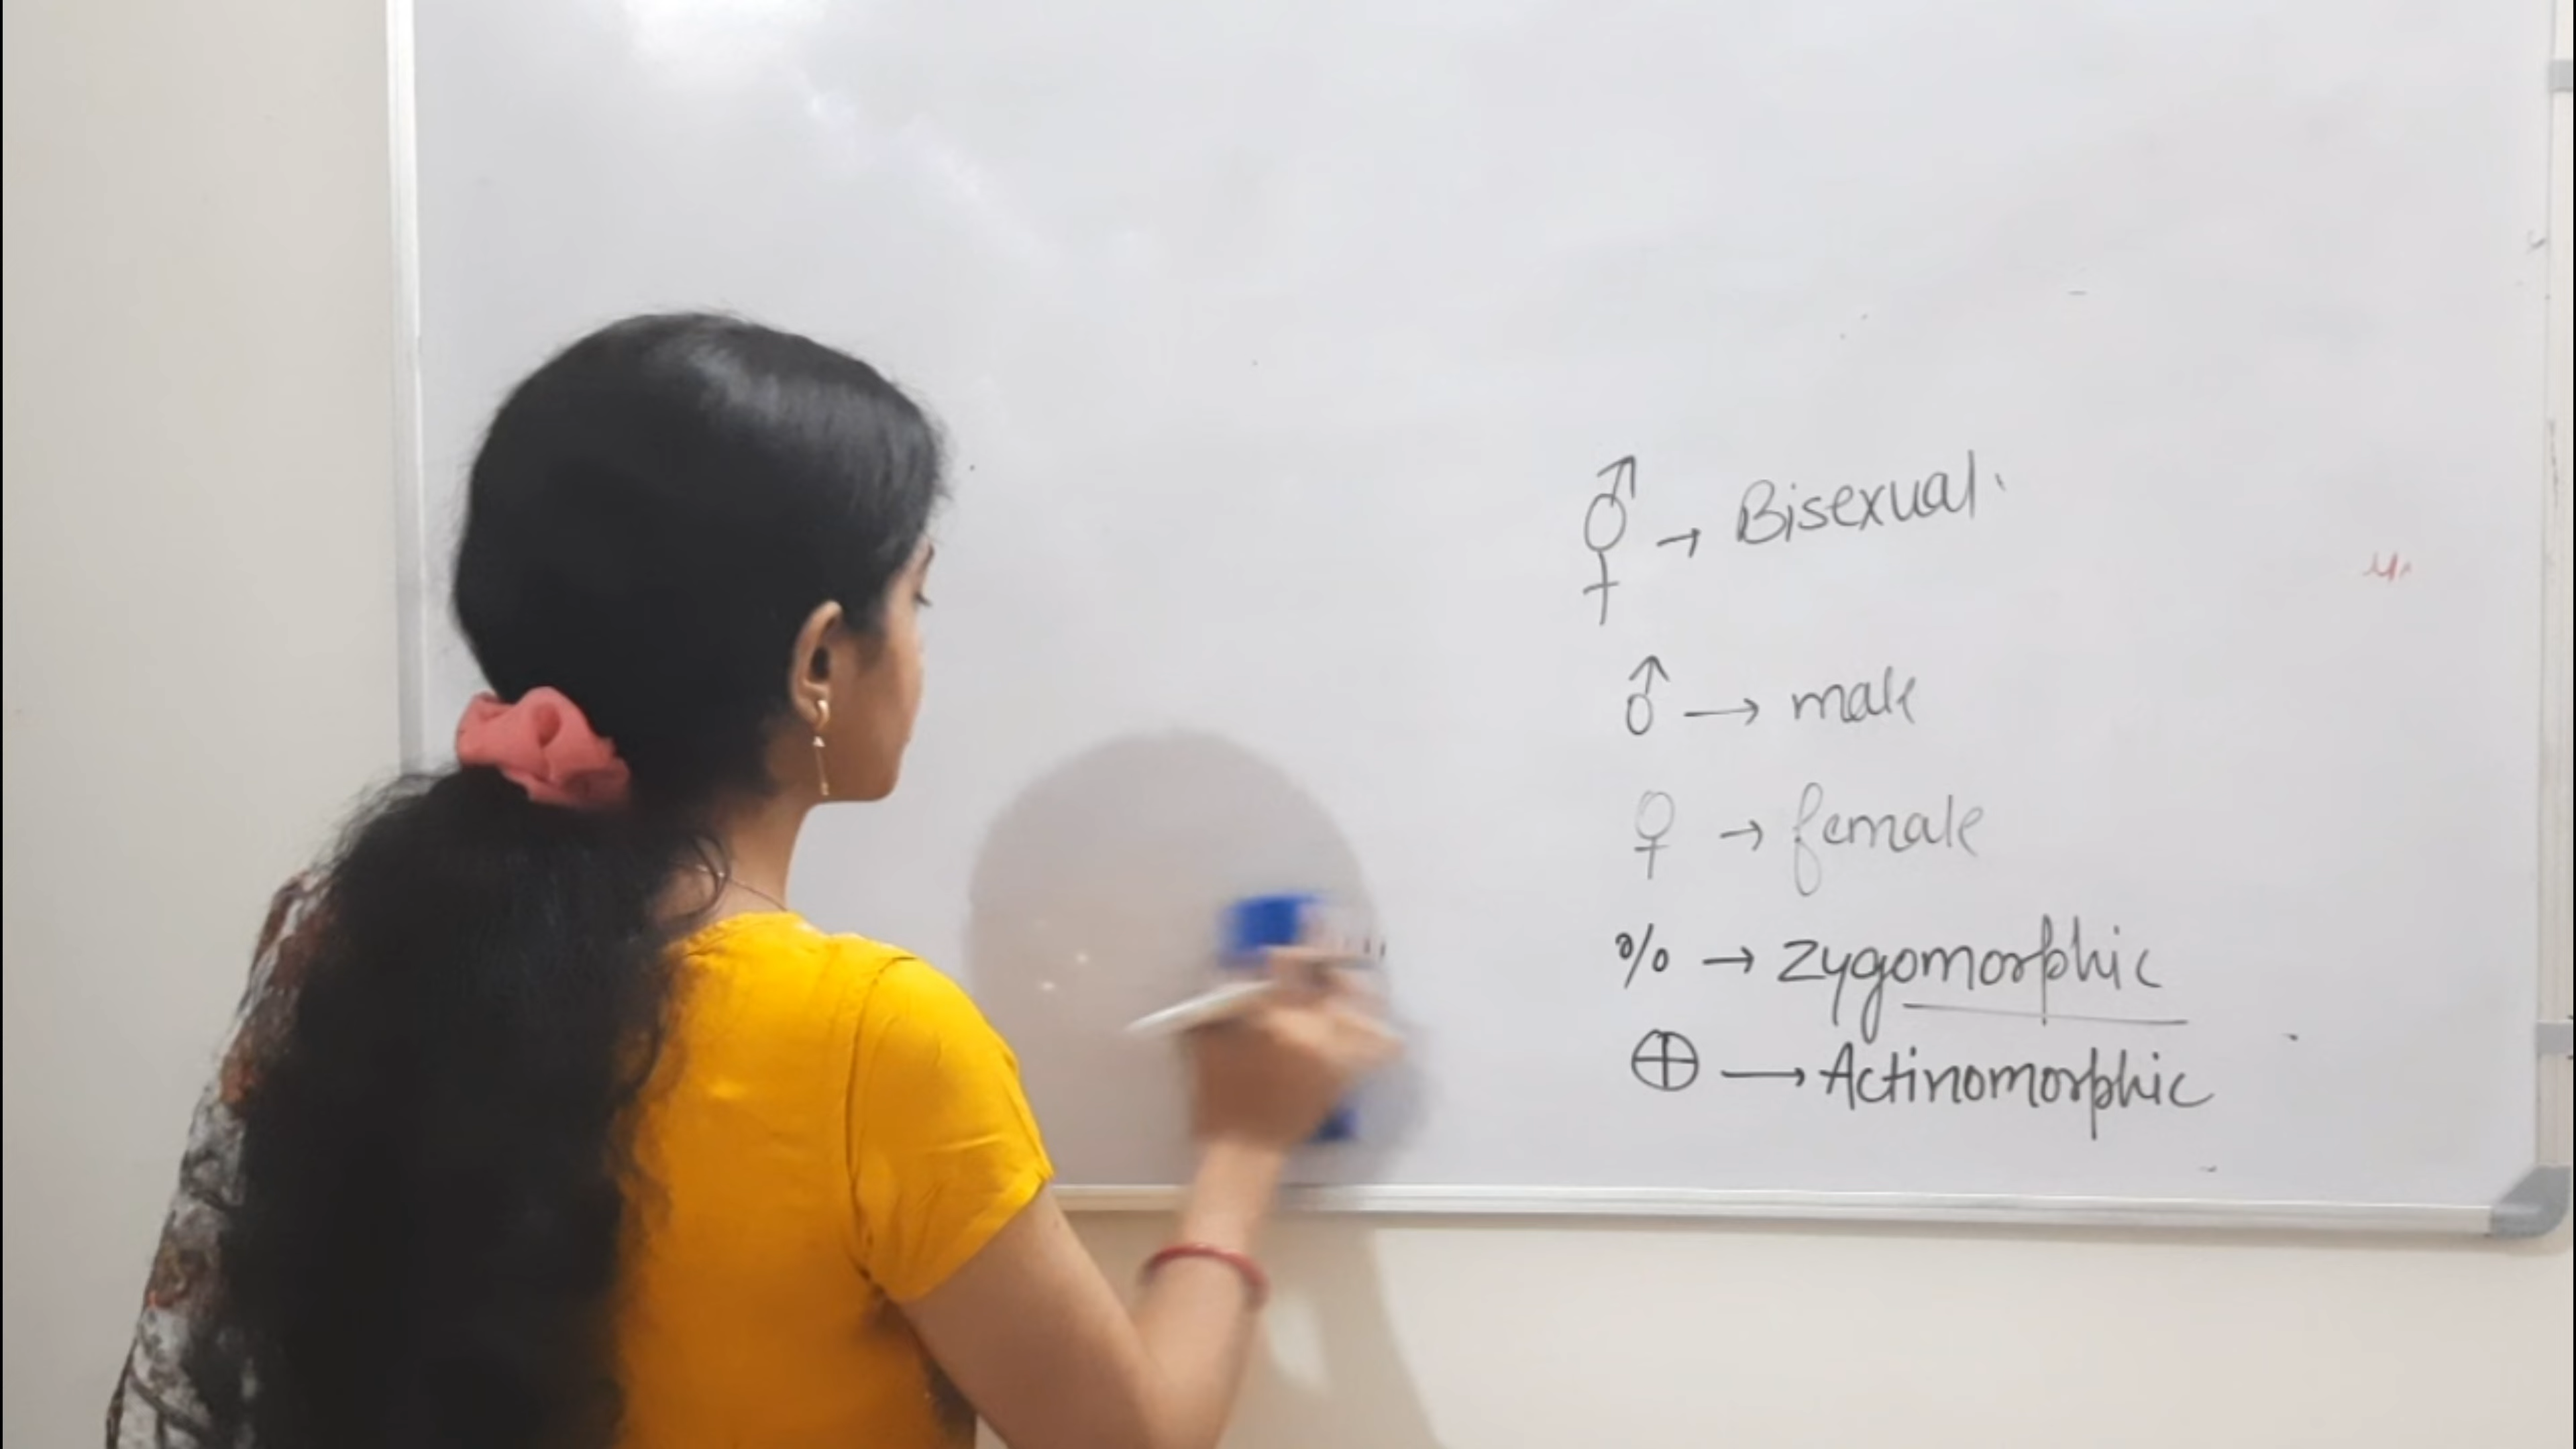 ⚥ → Bisexual
♂ → male
♀ → female
% → Zygomorphic
⊕ → Actinomorphic